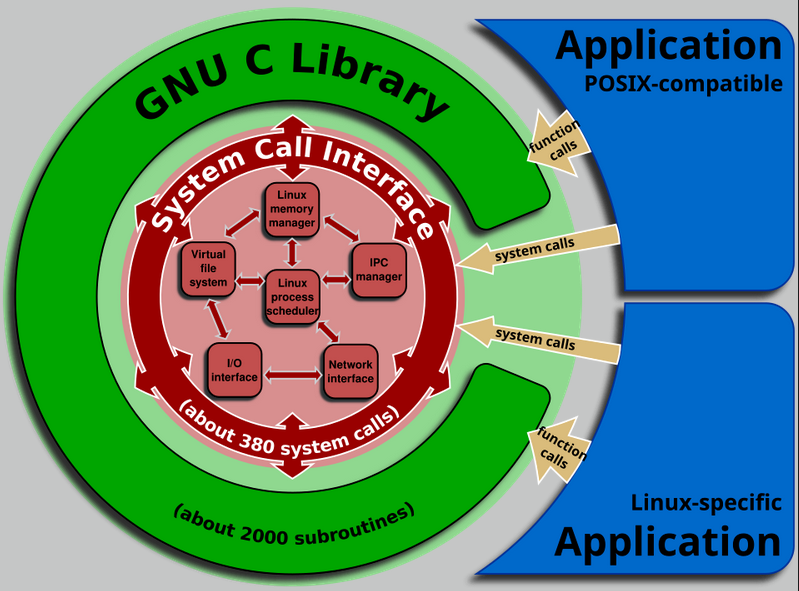 GNU C Library
Application
POSIX-compatible
function
calls
System Call Interface
Linux
memory
manager
system calls
Virtual
file
system
IPC
manager
Linux
process
scheduler
system calls
I/O
interface
Network
interface
(about 380 system calls)
function
calls
(about 2000 subroutines)
Linux-specific
Application